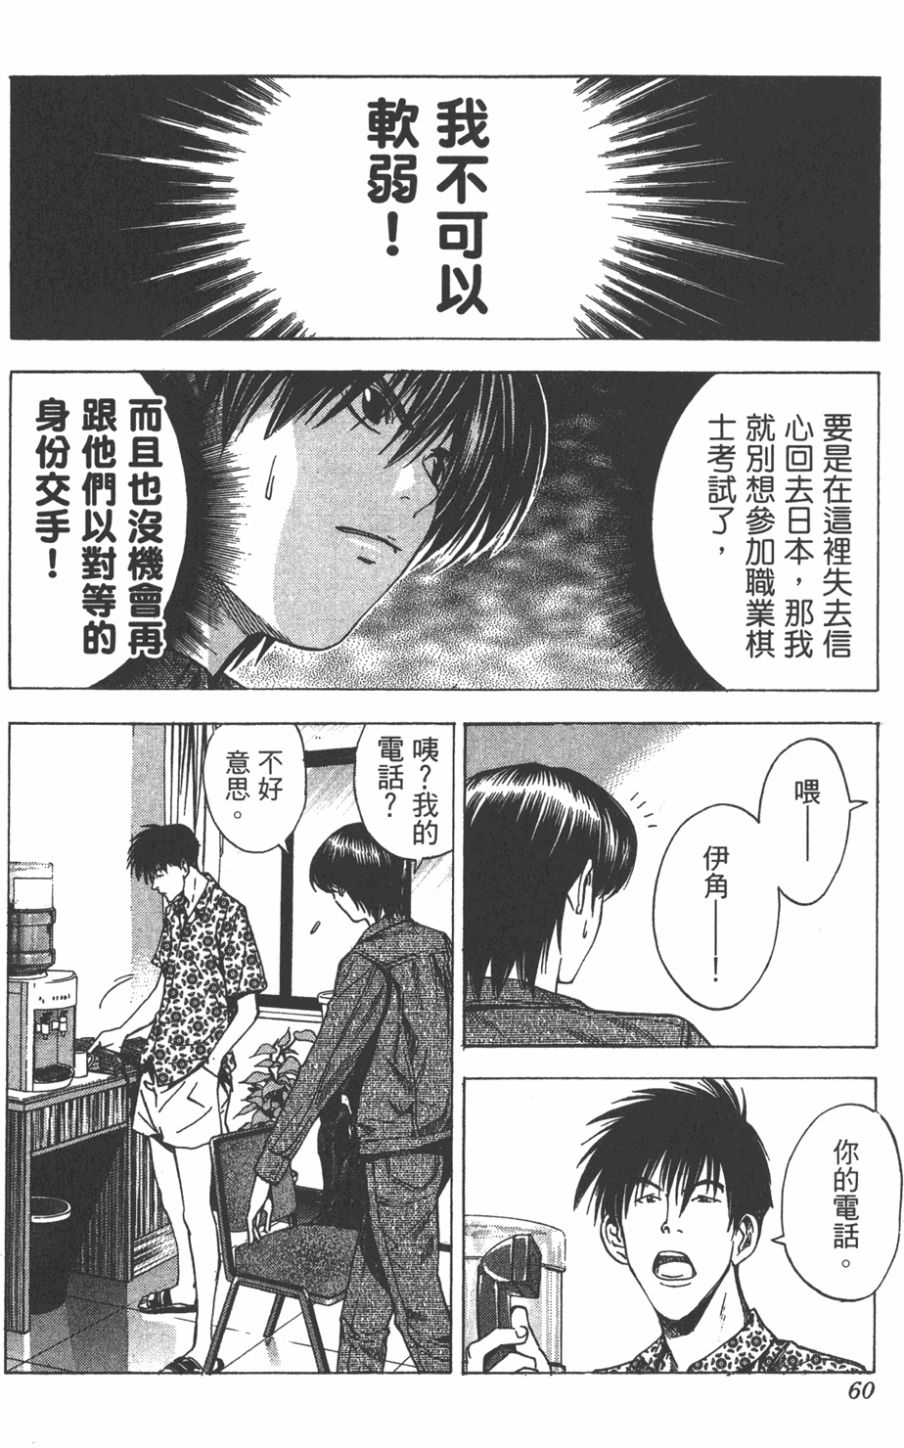 我不可以
軟弱！
要是在這裡失去信
心回去日本，那我
就別想參加職業棋
士考試了，
而且也沒機會再
跟他們以對等的
身份交手！
喂——
伊角——！
你的電話。
咦？我的
電話？
不好
意思。
60